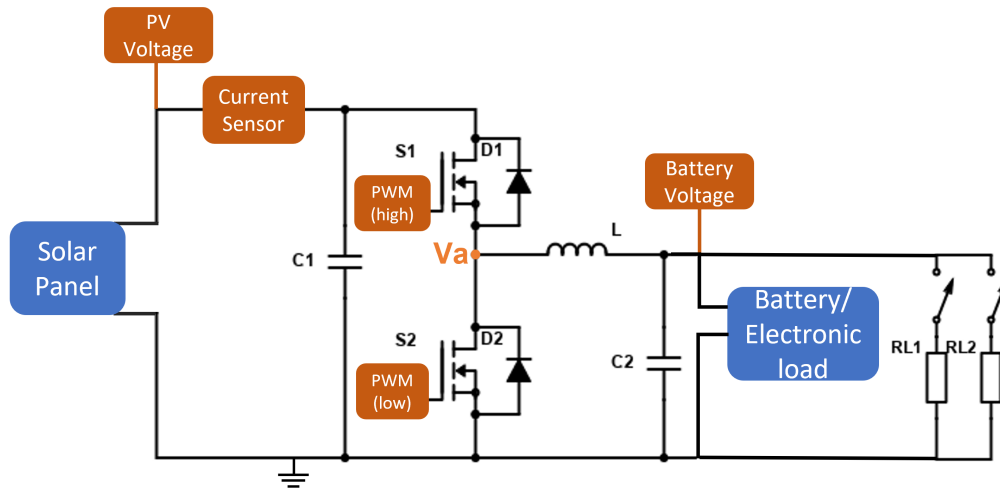 PV
Voltage
Current
Sensor
S1
D1
PWM
(high)
Battery
Voltage
Solar
Panel
C1
Va
L
Battery/
Electronic
load
S2
D2
PWM
(low)
C2
RL1
RL2